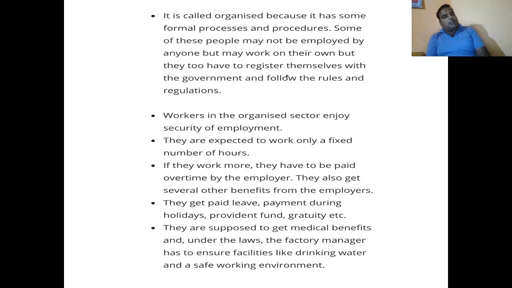 • It is called organised because it has some
formal processes and procedures. Some
of these people may not be employed by
anyone but may work on their own but
they too have to register themselves with
the government and follow the rules and
regulations.
• Workers in the organised sector enjoy
security of employment.
• They are expected to work only a fixed
number of hours.
• If they work more, they have to be paid
overtime by the employer. They also get
several other benefits from the employers.
• They get paid leave, payment during
holidays, provident fund, gratuity etc.
• They are supposed to get medical benefits
and, under the laws, the factory manager
has to ensure facilities like drinking water
and a safe working environment.